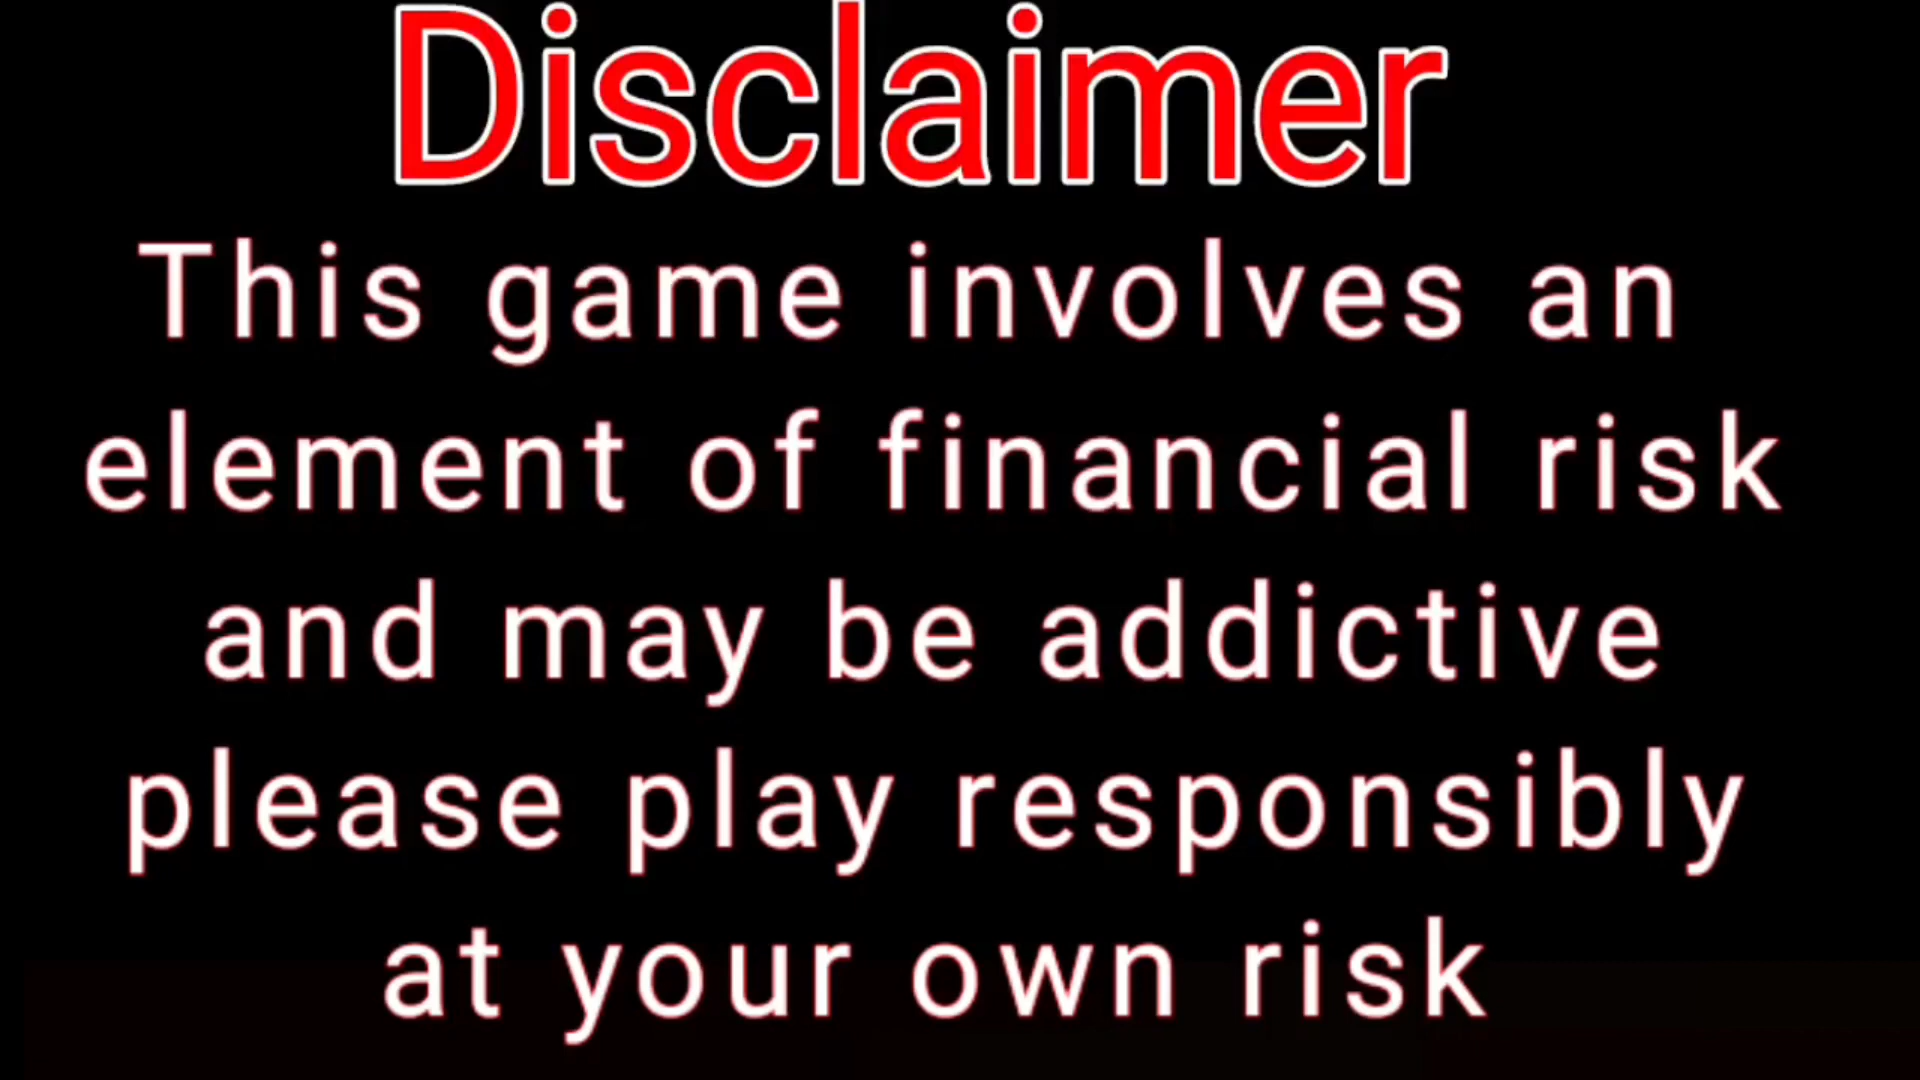 Disclaimer
This game involves an
element of financial risk
and may be addictive
please play responsibly
at your own risk